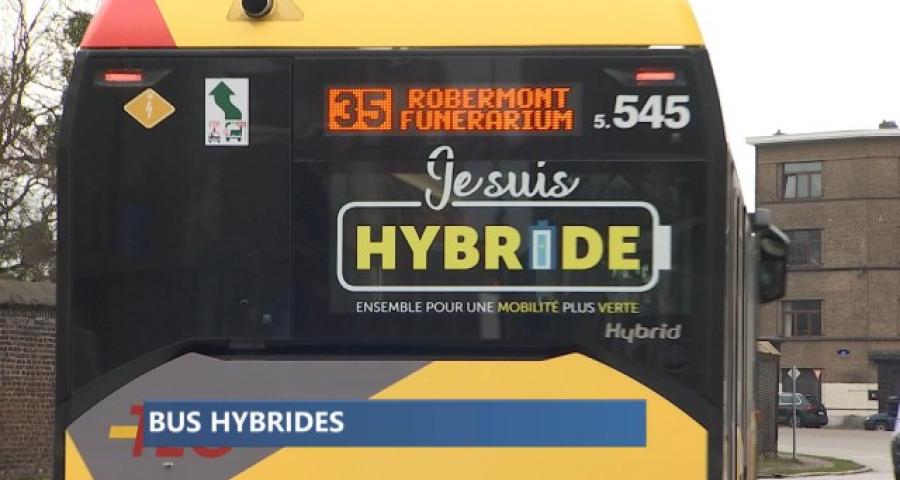 35 ROBERMONT
FUNERARIUM
5.545
Je suis
HYBRIDE
ENSEMBLE POUR UNE MOBILITÉ PLUS VERTE
Hybrid
BUS HYBRIDES